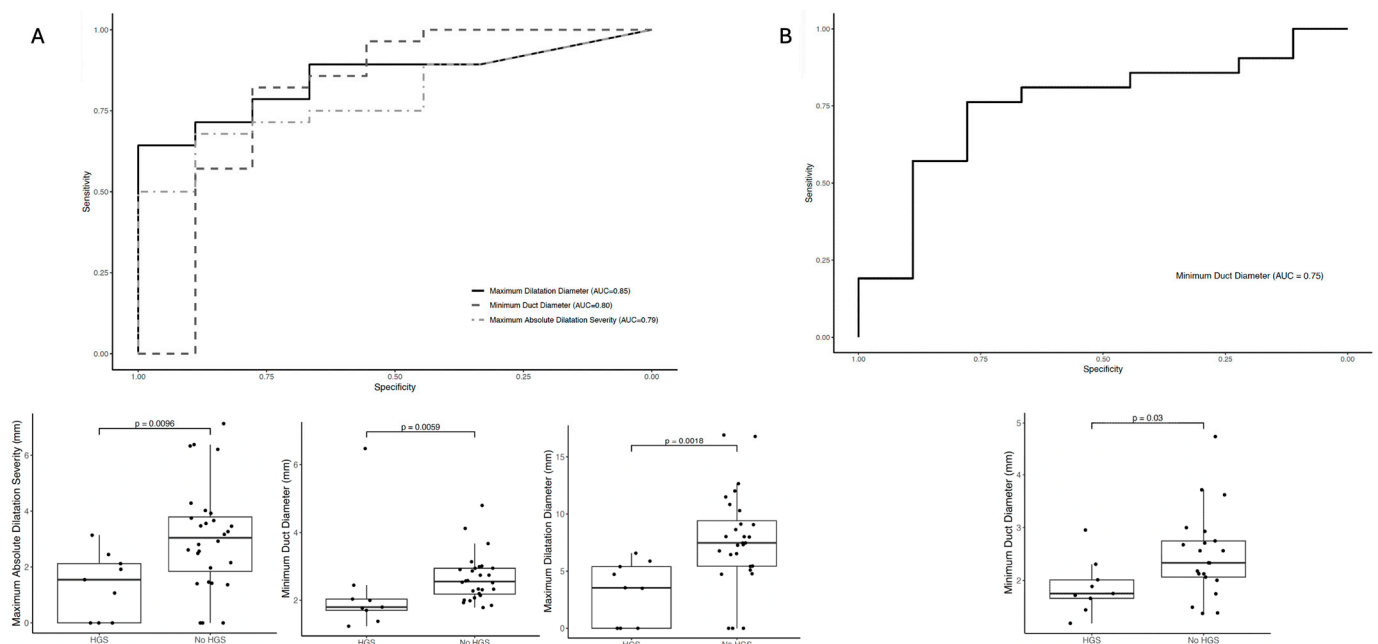 A
1.00
0.75
0.50
0.25
0.00
Sensitivity
1.00
0.75
0.50
0.25
0.00
Specificity
Maximum Dilatation Diameter (AUC=0.85)
Minimum Duct Diameter (AUC=0.80)
Maximum Absolute Dilatation Severity (AUC=0.79)
B
1.00
0.75
0.50
0.25
0.00
Sensitivity
1.00
0.75
0.50
0.25
0.00
Specificity
Minimum Duct Diameter (AUC = 0.75)
Maximum Absolute Dilatation Severity (mm)
6
4
2
0
p = 0.0096
HGS
No HGS
Minimum Duct Diameter (mm)
6
4
2
p = 0.0059
HGS
No HGS
Maximum Dilatation Diameter (mm)
15
10
5
0
p = 0.0018
HGS
No HGS
Minimum Duct Diameter (mm)
5
4
3
2
p = 0.03
HGS
No HGS